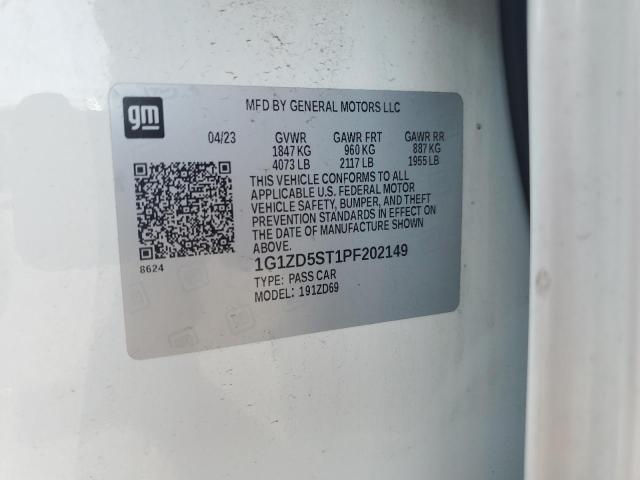 gm
MFD BY GENERAL MOTORS LLC
04/23 GVWR GAWR FRT GAWR RR
1847 KG 960 KG 887 KG
4073 LB 2117 LB 1955 LB
THIS VEHICLE CONFORMS TO ALL
APPLICABLE U.S. FEDERAL MOTOR
VEHICLE SAFETY, BUMPER, AND THEFT
PREVENTION STANDARDS IN EFFECT ON
THE DATE OF MANUFACTURE SHOWN
ABOVE.
8624
1G1ZD5ST1PF202149
TYPE: PASS CAR
MODEL: 191ZD69